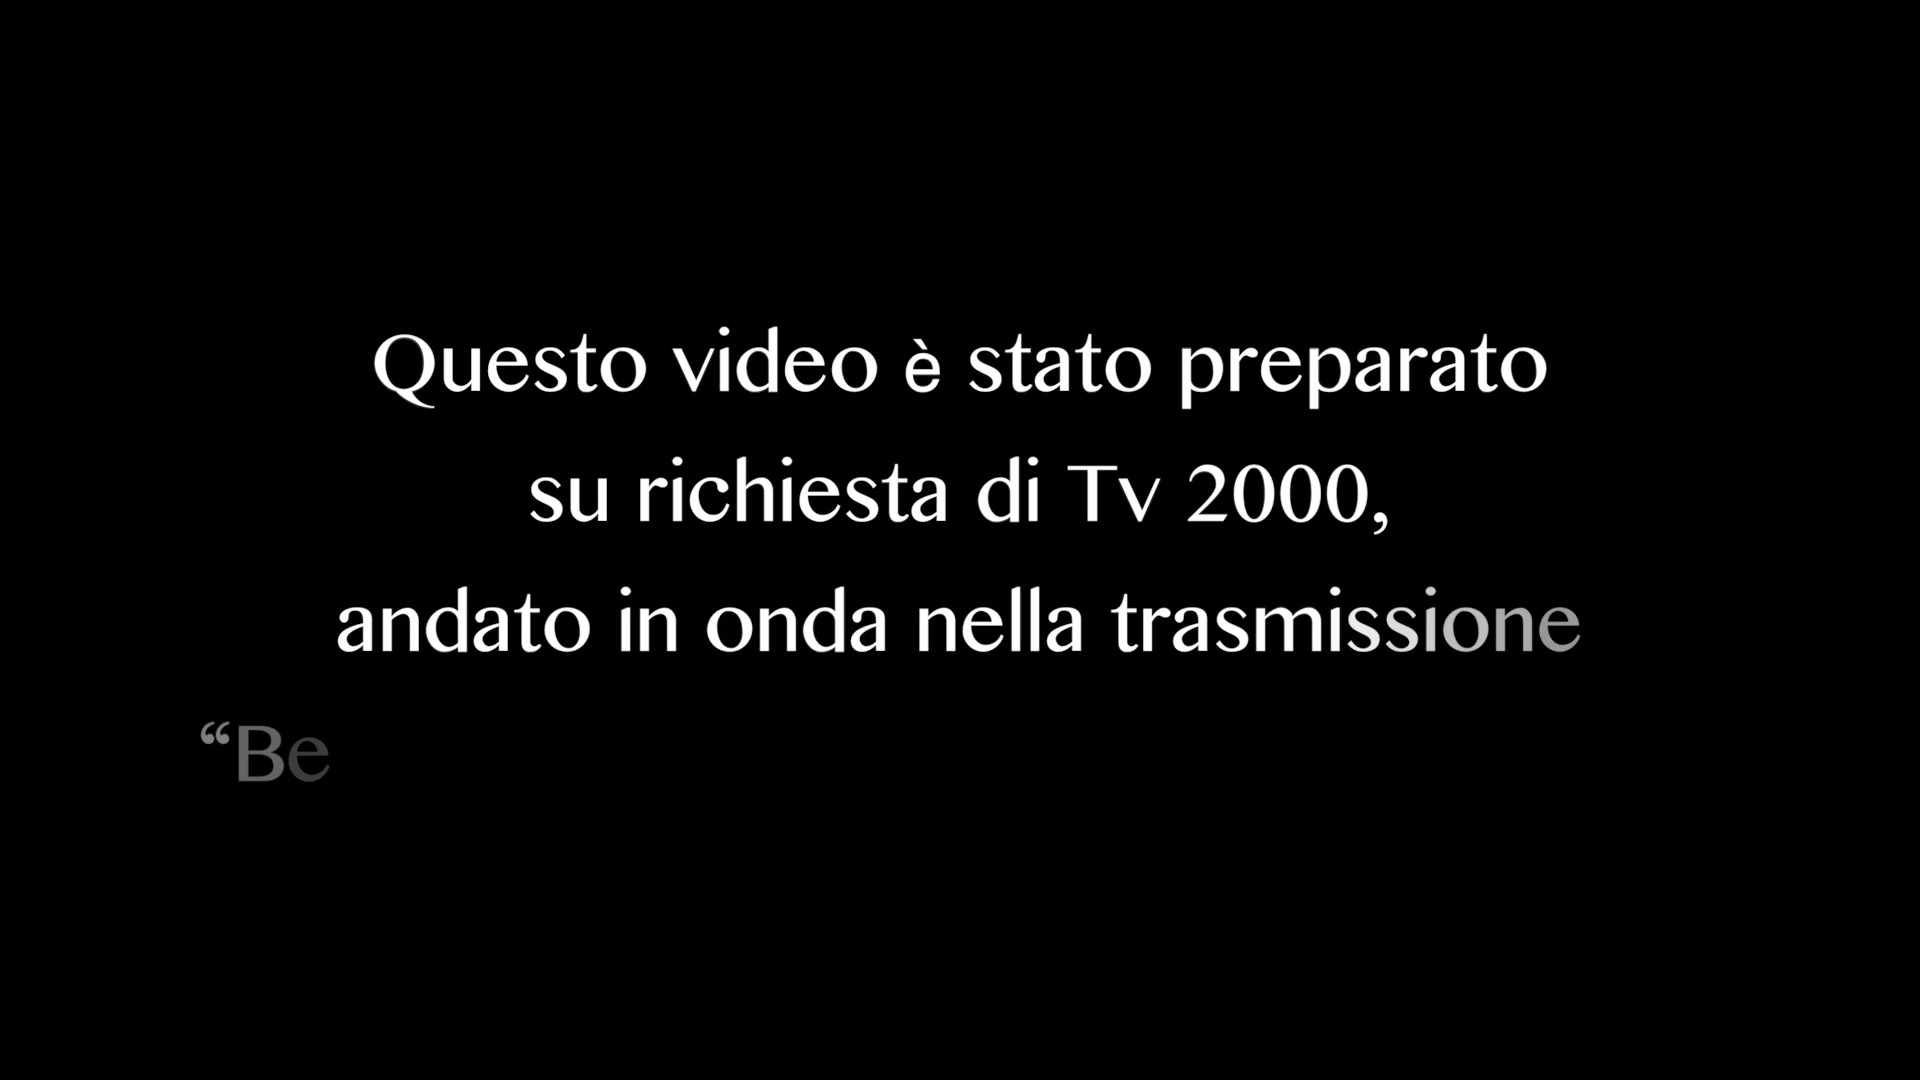 Questo video è stato preparato
su richiesta di Tv 2000,
andato in onda nella trasmissione
“Be